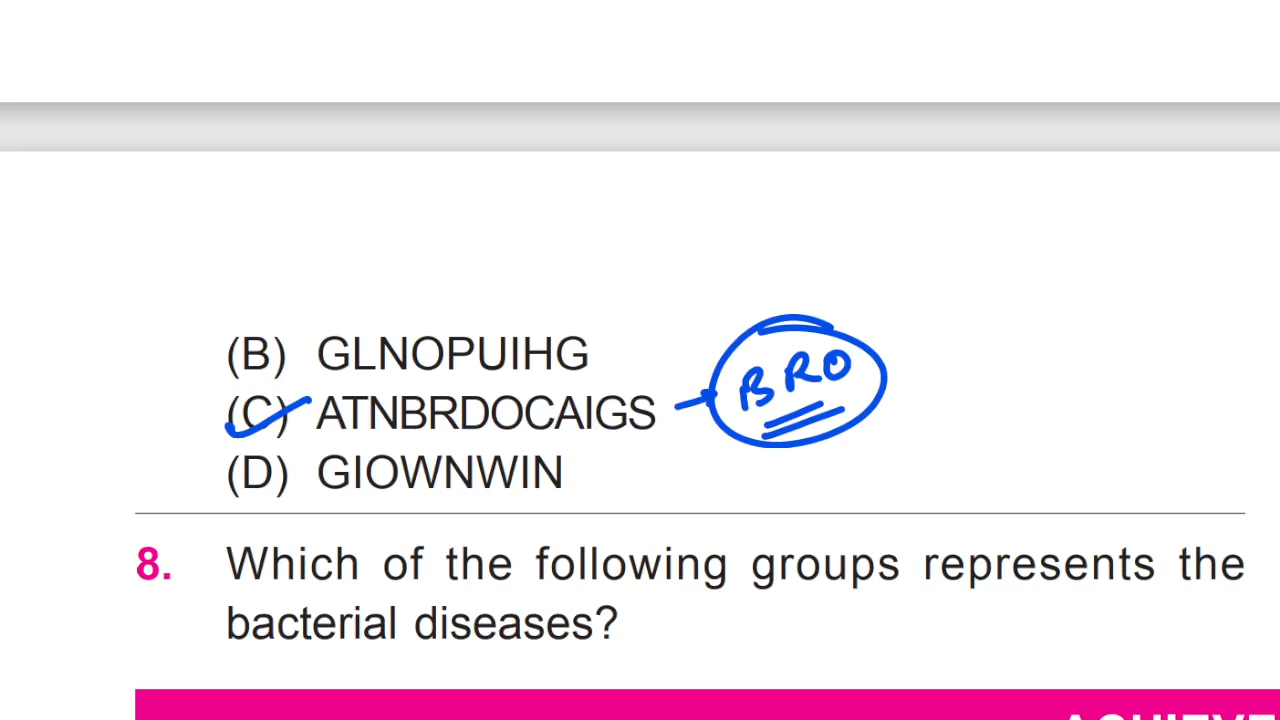 (B) GLNOPUIHG
(C) ATNBRDOCAIGS
BRO
(D) GIOWNWIN
8. Which of the following groups represents the
bacterial diseases?